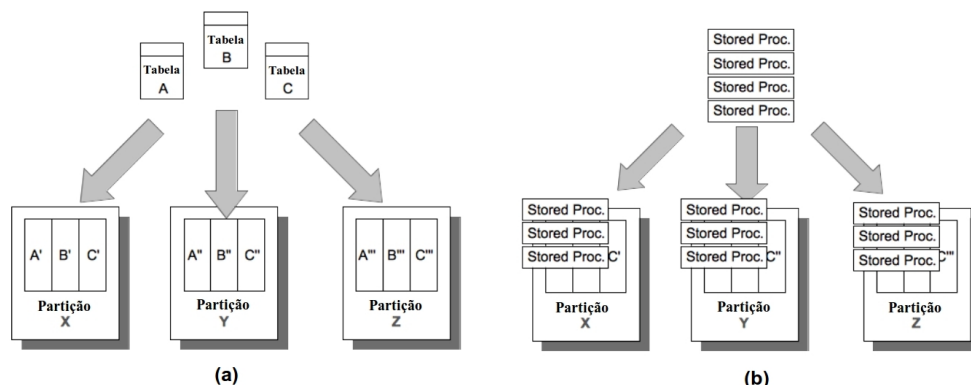 Tabela
A
Tabela
B
Tabela
C
A'
B'
C'
Partição
X
A"
B"
C"
Partição
Y
A'"
B'"
C'"
Partição
Z
(a)
Stored Proc.
Stored Proc.
Stored Proc.
Stored Proc.
Stored Proc.
Stored Proc.
Stored Proc.
C'
Partição
X
Stored Proc.
Stored Proc.
Stored Proc.
C"
Partição
Y
Stored Proc.
Stored Proc.
Stored Proc.
C'"
Partição
Z
(b)